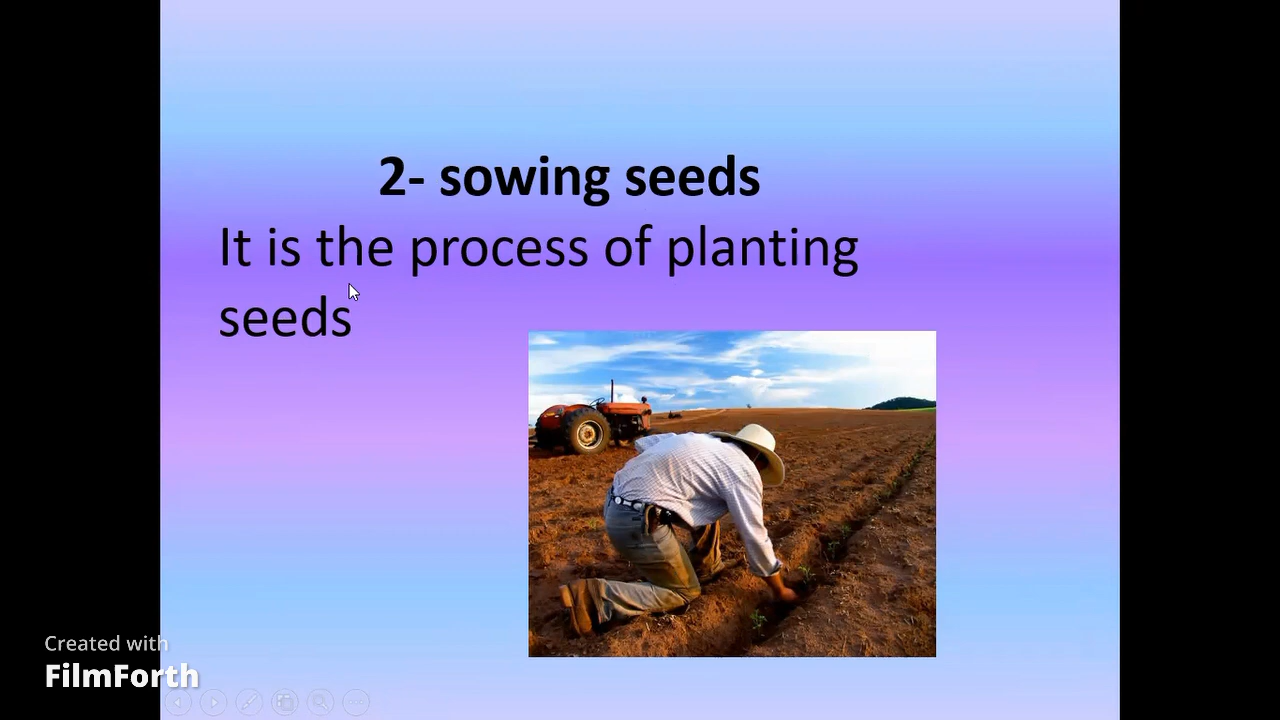 2- sowing seeds
It is the process of planting
seeds
Created with
FilmForth